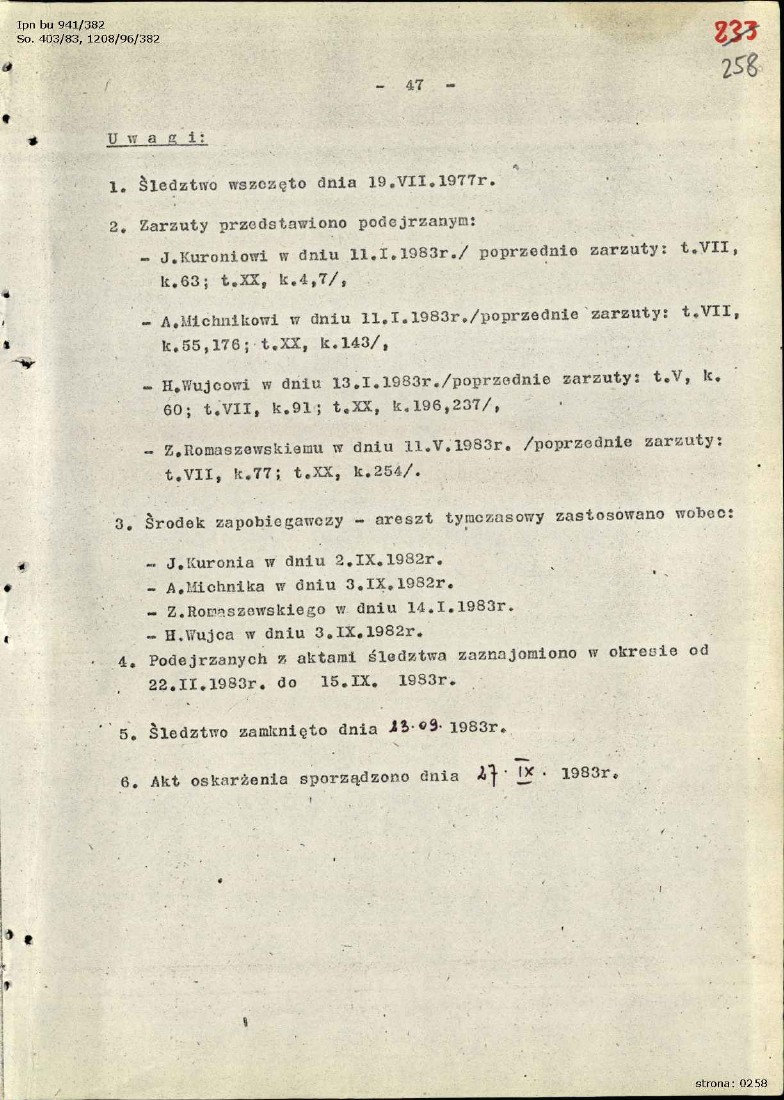 Ipn bu 941/382
So. 403/83, 1208/96/382
233
258
- 47 -
U w a g i:
1. Śledztwo wszczęto dnia 19.VII.1977r.
2. Zarzuty przedstawiono podejrzanym:
- J.Kuroniowi w dniu 11.I.1983r./ poprzednie zarzuty: t.VII,
k.63; t.XX, k.4,7/,
- A.Michnikowi w dniu 11.I.1983r./poprzednie zarzuty: t.VII,
k.55,176; t.XX, k.143/,
- H.Wujcowi w dniu 13.I.1983r./poprzednie zarzuty: t.V, k.
60; t.VII, k.91; t.XX, k.196,237/,
- Z.Romaszewskiemu w dniu 11.V.1983r. /poprzednie zarzuty:
t.VII, k.77; t.XX, k.254/.
3. Środek zapobiegawczy - areszt tymczasowy zastosowano wobec:
- J.Kuronia w dniu 2.IX.1982r.
- A.Michnika w dniu 3.IX.1982r.
- Z.Romaszewskiego w dniu 14.I.1983r.
- H.Wujca w dniu 3.IX.1982r.
4. Podejrzanych z aktami śledztwa zaznajomiono w okresie od
22.II.1983r. do 15.IX. 1983r.
5. Śledztwo zamknięto dnia 23.09. 1983r.
6. Akt oskarżenia sporządzono dnia 27. IX. 1983r.
strona: 0258